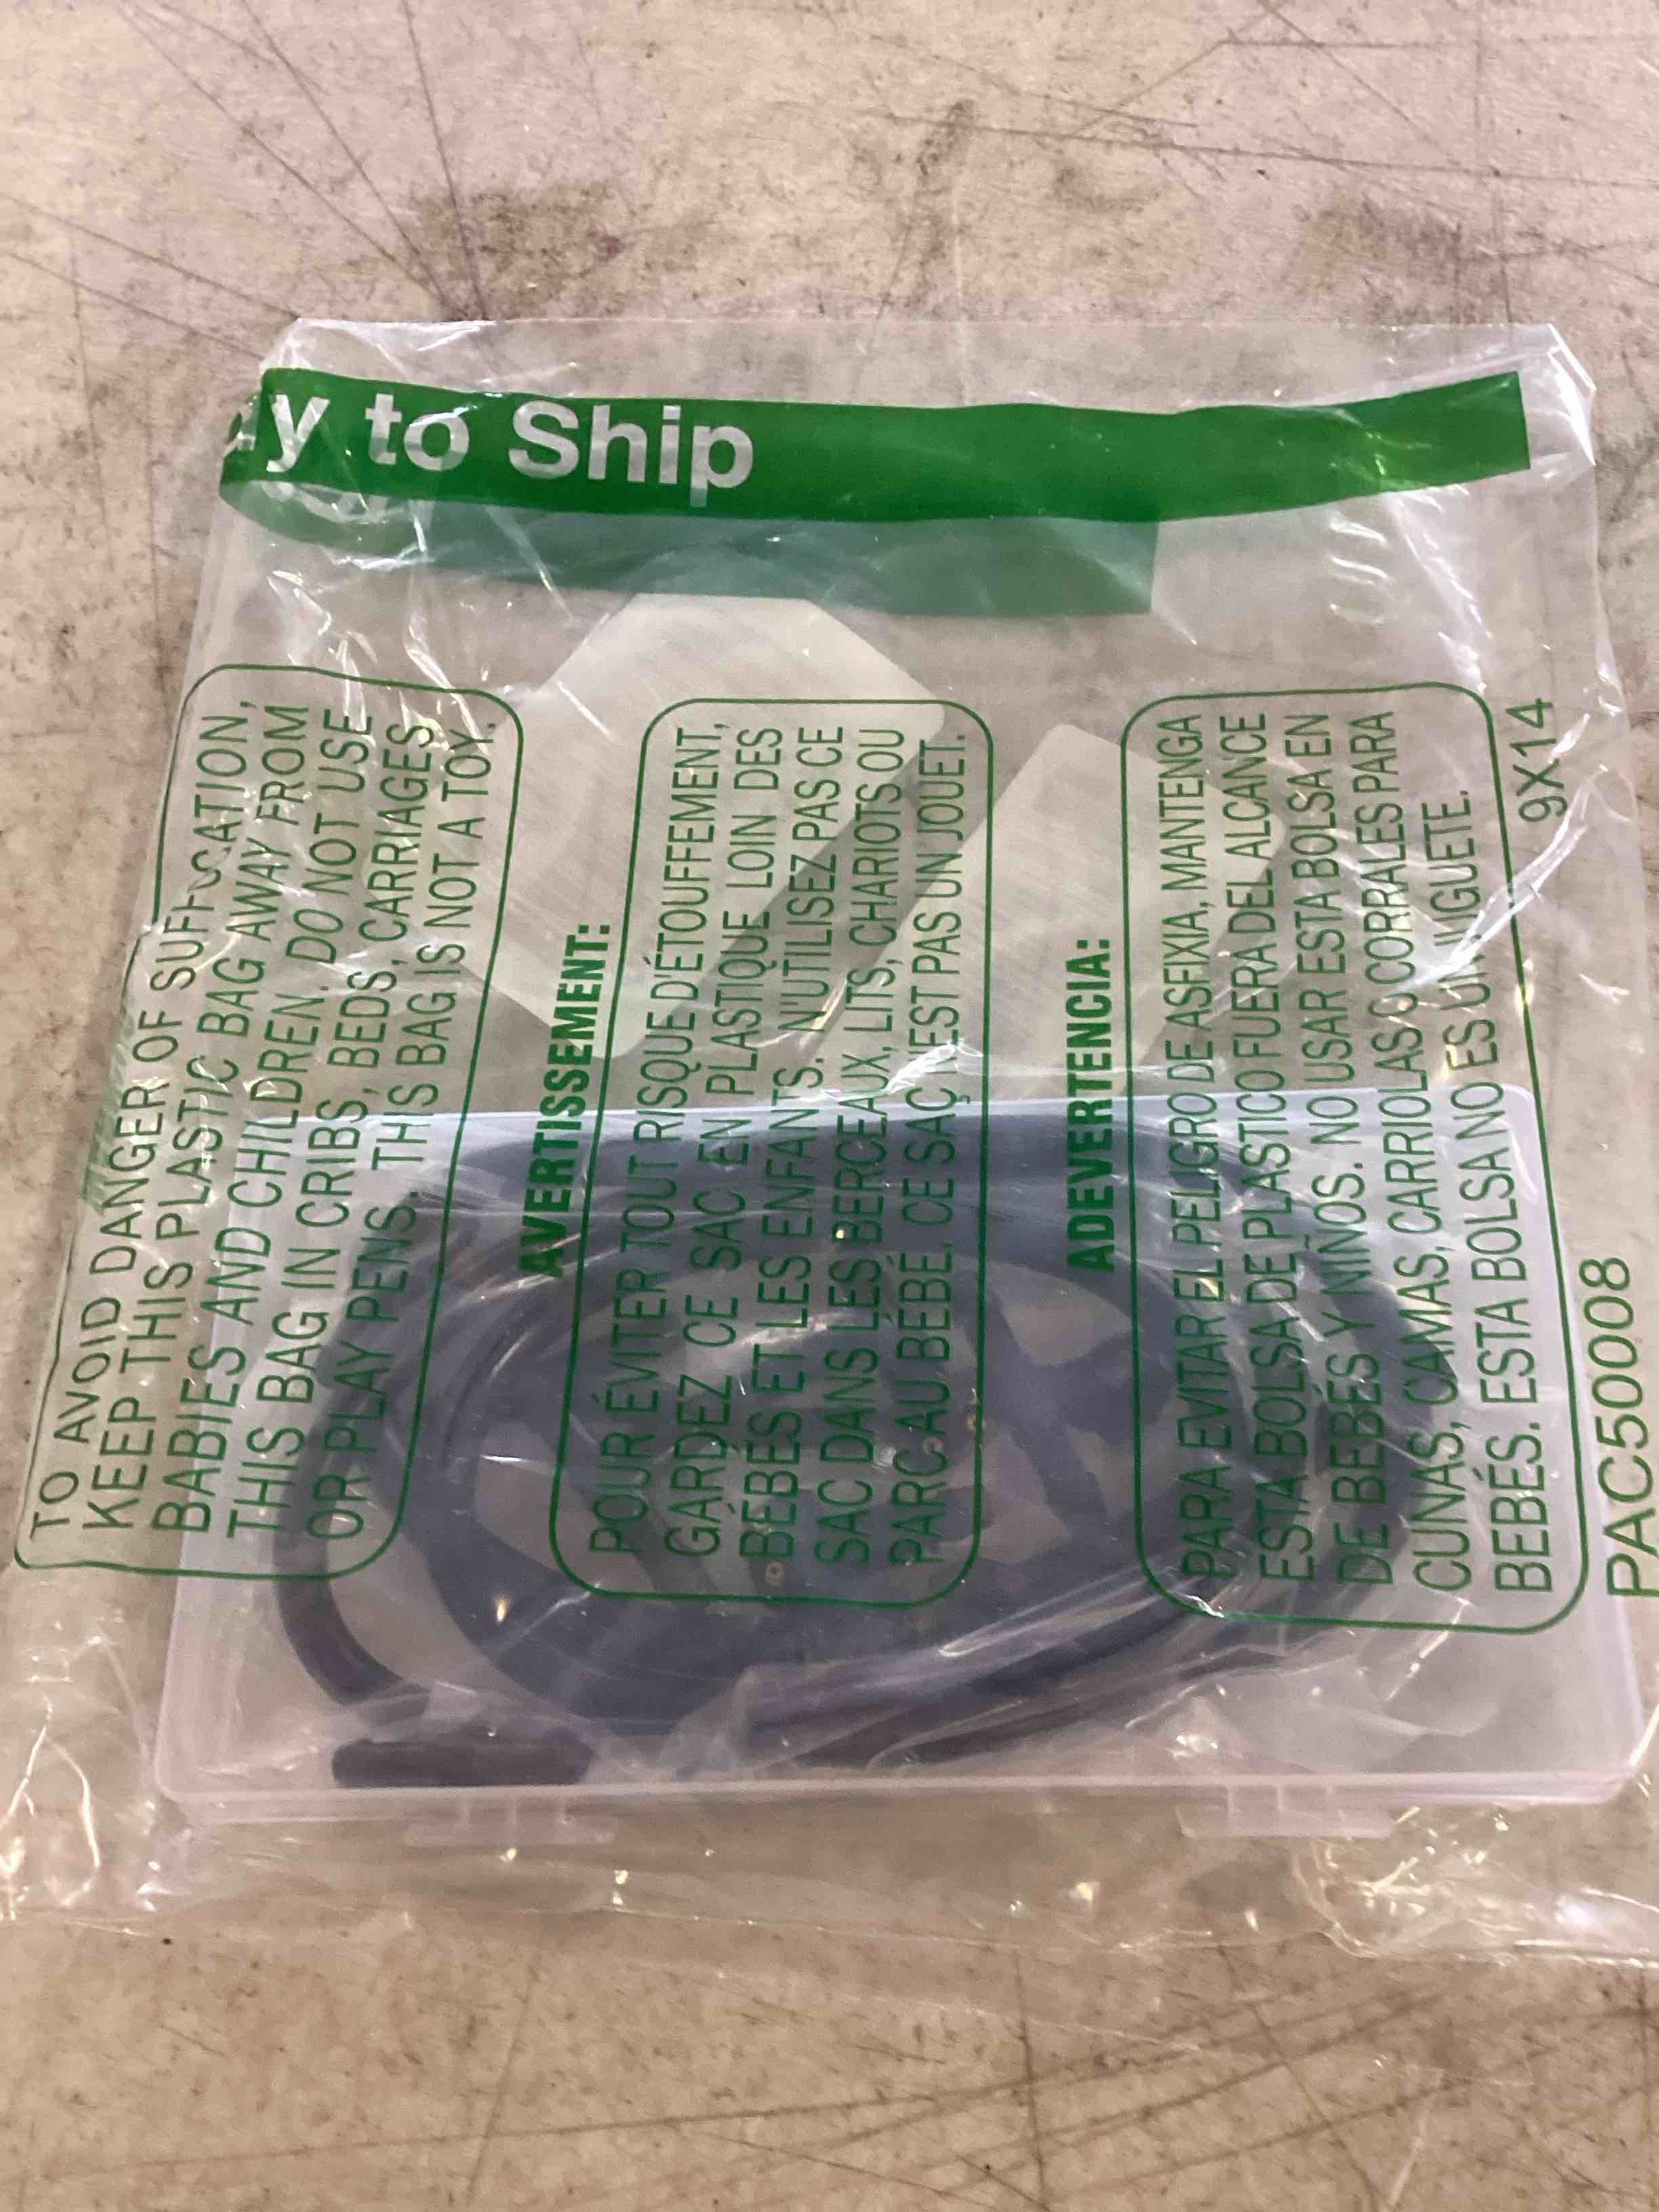 y to Ship
TO AVOID DANGER OF SUFFOCATION,
KEEP THIS PLASTIC BAG AWAY FROM
BABIES AND CHILDREN. DO NOT USE
THIS BAG IN CRIBS, BEDS, CARRIAGES
OR PLAY PENS. THIS BAG IS NOT A TOY.
AVERTISSEMENT:
POUR ÉVITER TOUT RISQUE D'ÉTOUFFEMENT,
GARDEZ CE SAC EN PLASTIQUE LOIN DES
BÉBÉS ET LES ENFANTS. N'UTILISEZ PAS CE
SAC DANS LES BERCEAUX, LITS, CHARIOTS OU
PARC AU BÉBÉ. CE SAC N'EST PAS UN JOUET.
ADEVERTENCIA:
PARA EVITAR EL PELIGRO DE ASFIXIA, MANTENGA
ESTA BOLSA DE PLASTICO FUERA DEL ALCANCE
DE BEBÉS Y NIÑOS. NO USAR ESTA BOLSA EN
CUNAS, CAMAS, CARRIOLAS O CORRALES PARA
BEBÉS. ESTA BOLSA NO ES UN JUGUETE.
9X14
PAC50008